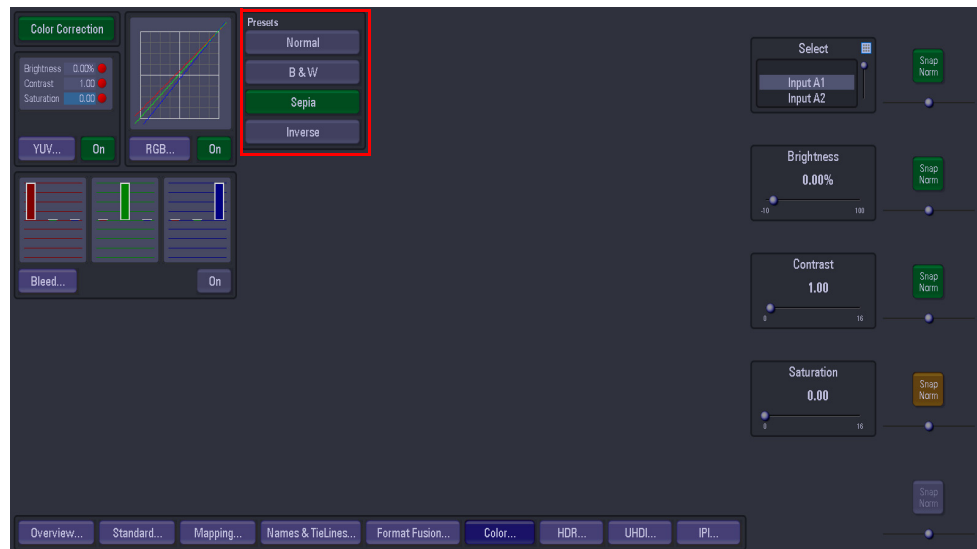 Color Correction
Brightness 0.00%
Contrast 1.00
Saturation 0.00
YUV... On
RGB... On
Presets
Normal
B & W
Sepia
Inverse
Bleed... On
Select
Input A1
Input A2
Snap Norm
Brightness
0.00%
-10 100
Snap Norm
Contrast
1.00
0 16
Snap Norm
Saturation
0.00
0 16
Snap Norm
Snap Norm
Overview... Standard... Mapping... Names & TieLines... Format Fusion... Color... HDR... UHDI... IPI...